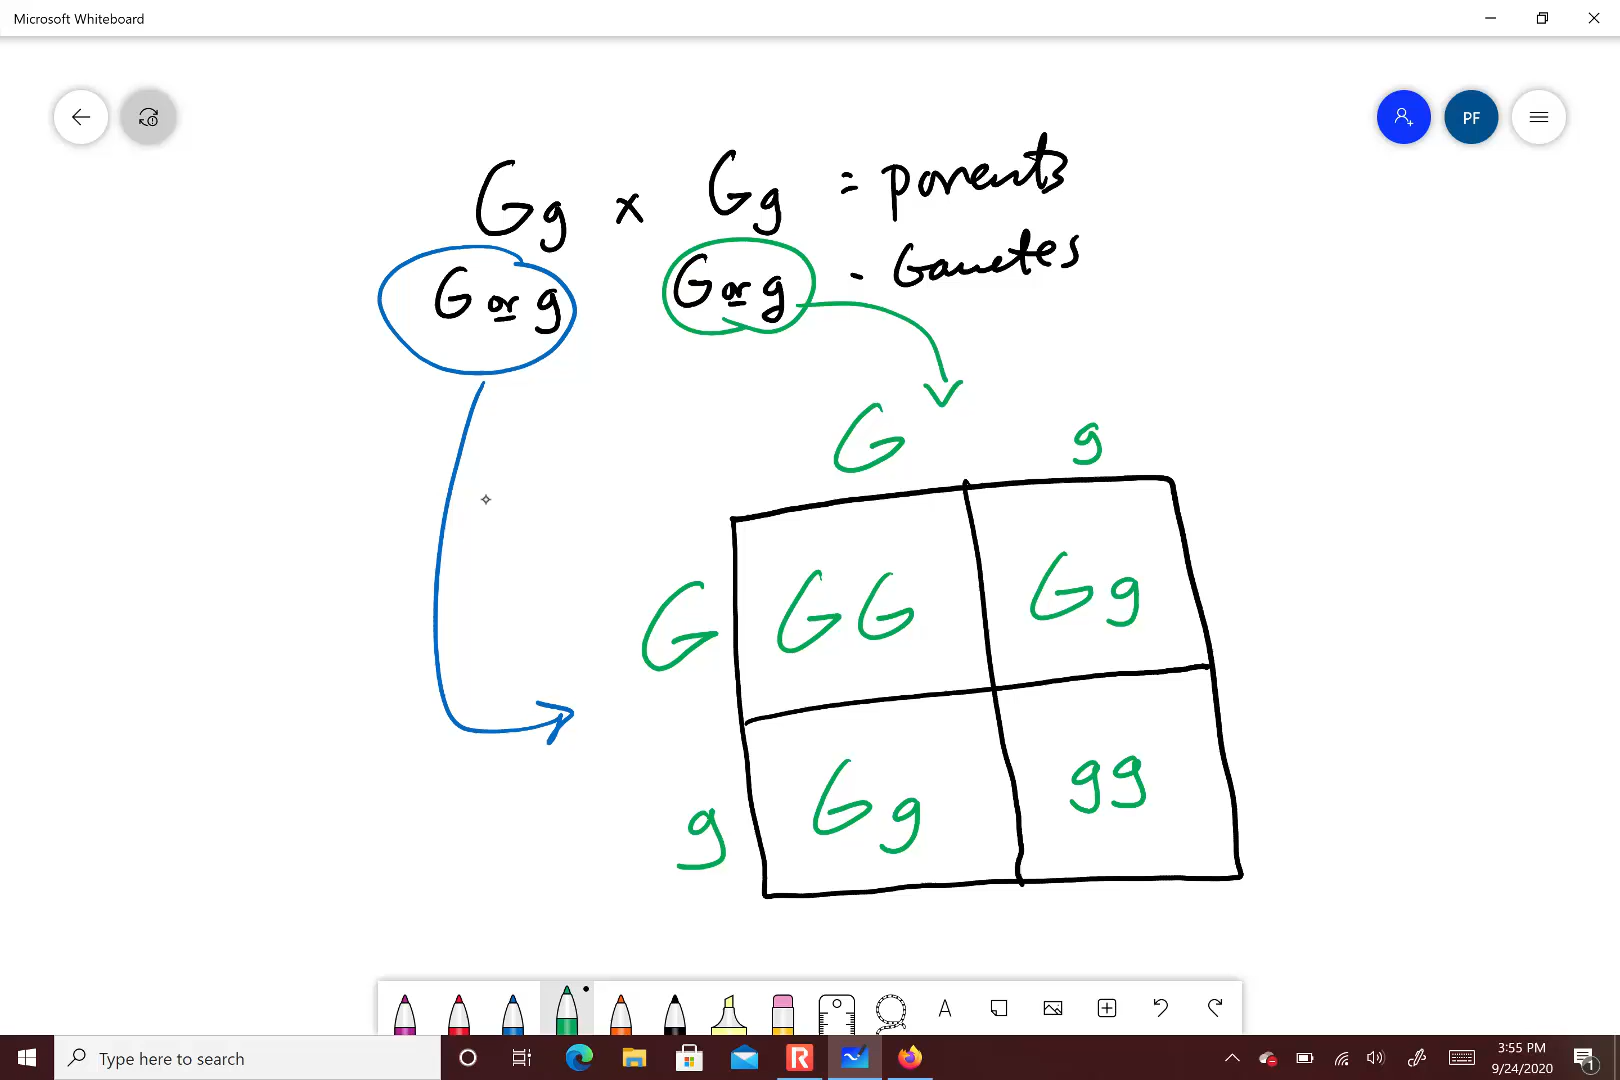 Microsoft Whiteboard
PF
Gg x Gg = parents
G or g G or g - Gametes
G g
G GG Gg
g Gg gg
A
Type here to search
3:55 PM
9/24/2020
1